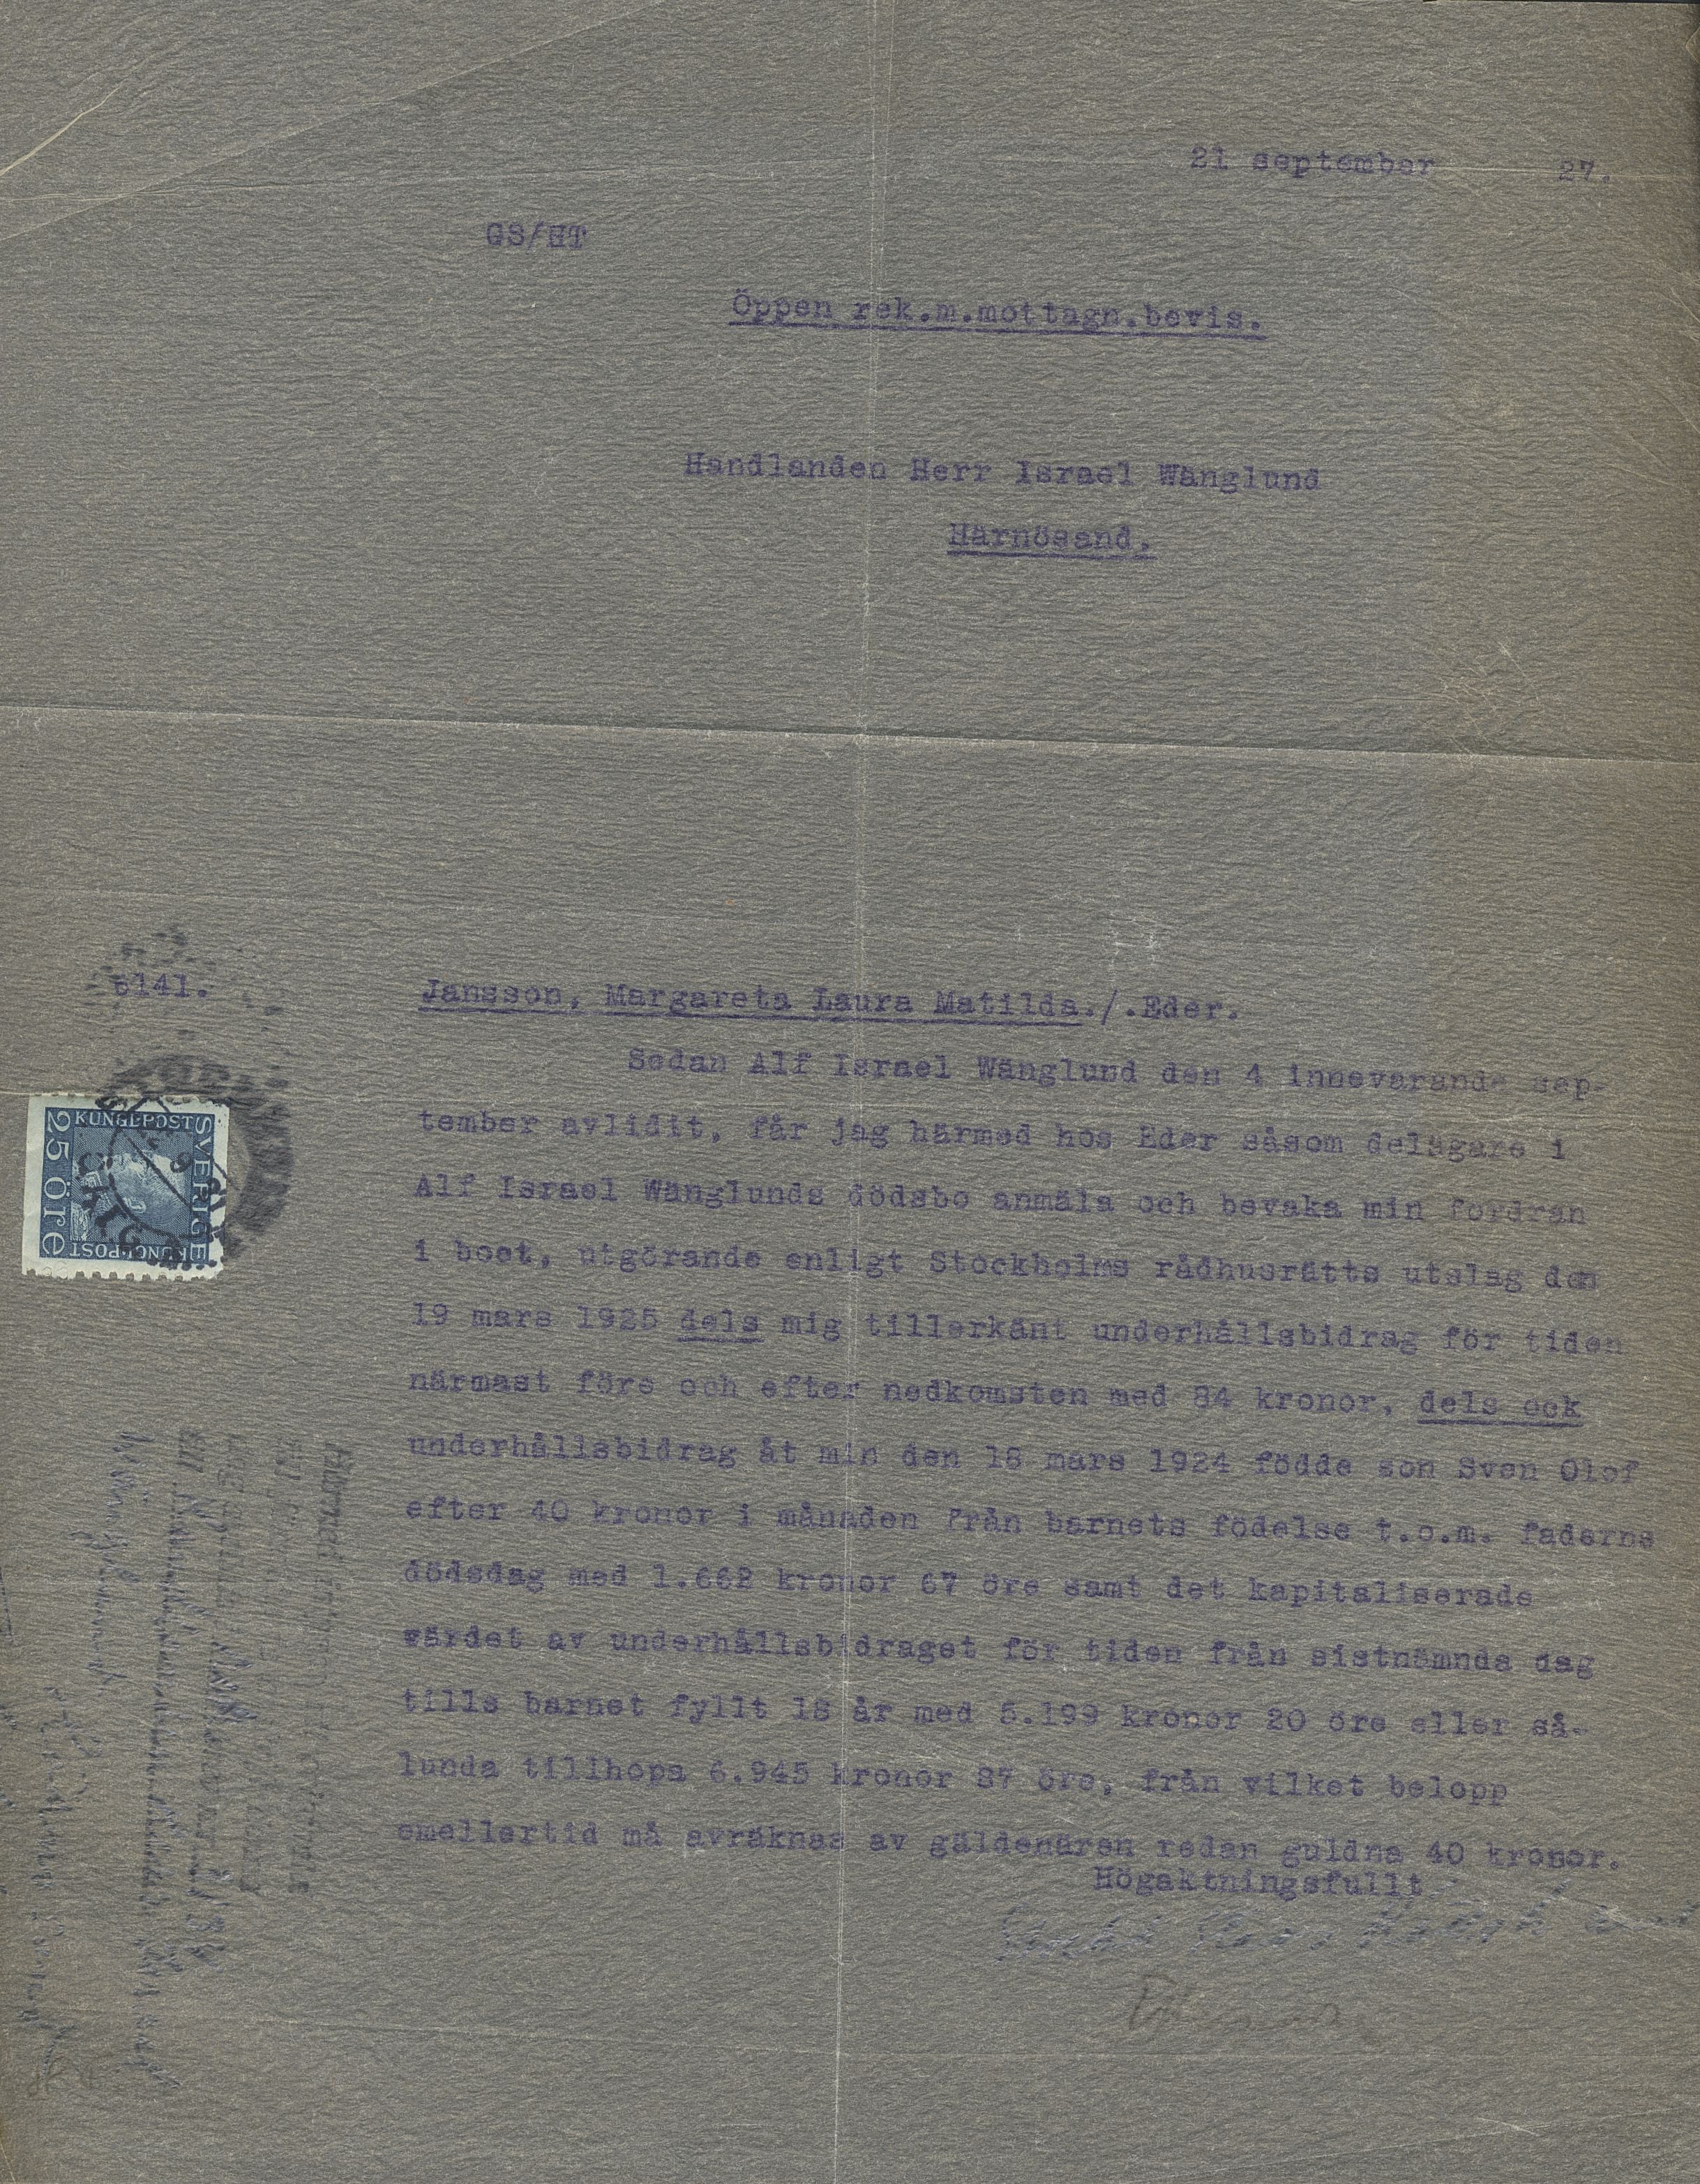 21 september 27.
GS/ET
Öppen rek.m.mottagn.bevis.
Handlanden Herr Israel Wänglund
Härnösand.
6141.
Jansson, Margareta Laura Matilda./.Eder.
Sedan Alf Israel Wänglund den 4 innevarande sep-
tember avlidit, får jag härmed hos Eder såsom delägare i
Alf Israel Wänglunds dödsbo anmäla och bevaka min fordran
i boet, utgörande enligt Stockholms rådhusrätts utslag den
19 mars 1925 dels mig tillerkänt underhållsbidrag för tiden
närmast före och efter nedkomsten med 84 kronor, dels ock
underhållsbidrag åt min den 18 mars 1924 födde son Sven Olof
efter 40 kronor i månaden från barnets födelse t.o.m. faderns
dödsdag med 1.662 kronor 67 öre samt det kapitaliserade
värdet av underhållsbidraget för tiden från sistnämnda dag
tills barnet fyllt 18 år med 5.199 kronor 20 öre eller så-
lunda tillhopa 6.945 kronor 87 öre, från vilket belopp
emellertid må avräknas av gäldenären redan guldna 40 kronor.
Högaktningsfullt
SVERIGE
KUNGL.POST
25 öre
KUNGL.POST